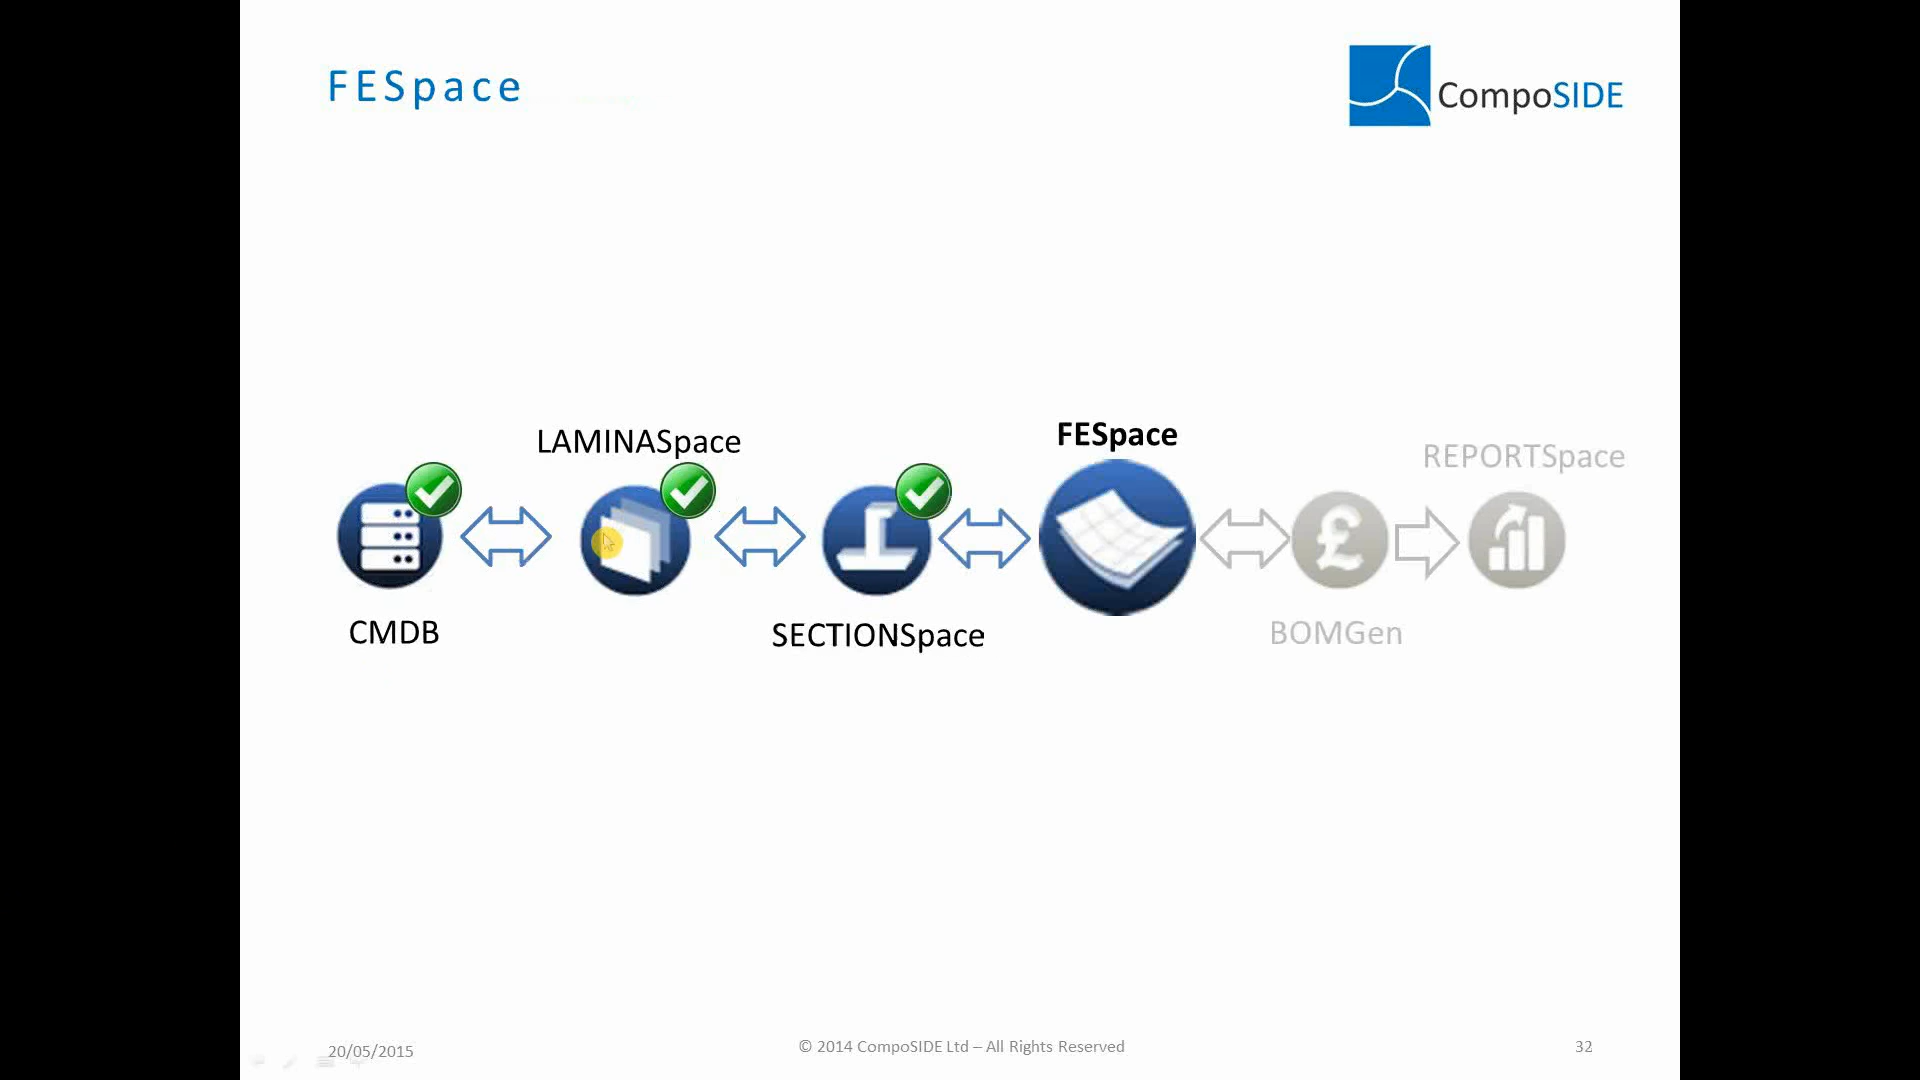 FESpace
CompoSIDE
FESpace
LAMINASpace
REPORTSpace
£
CMDB
SECTIONSpace
BOMGen
20/05/2015
© 2014 CompoSIDE Ltd – All Rights Reserved
32